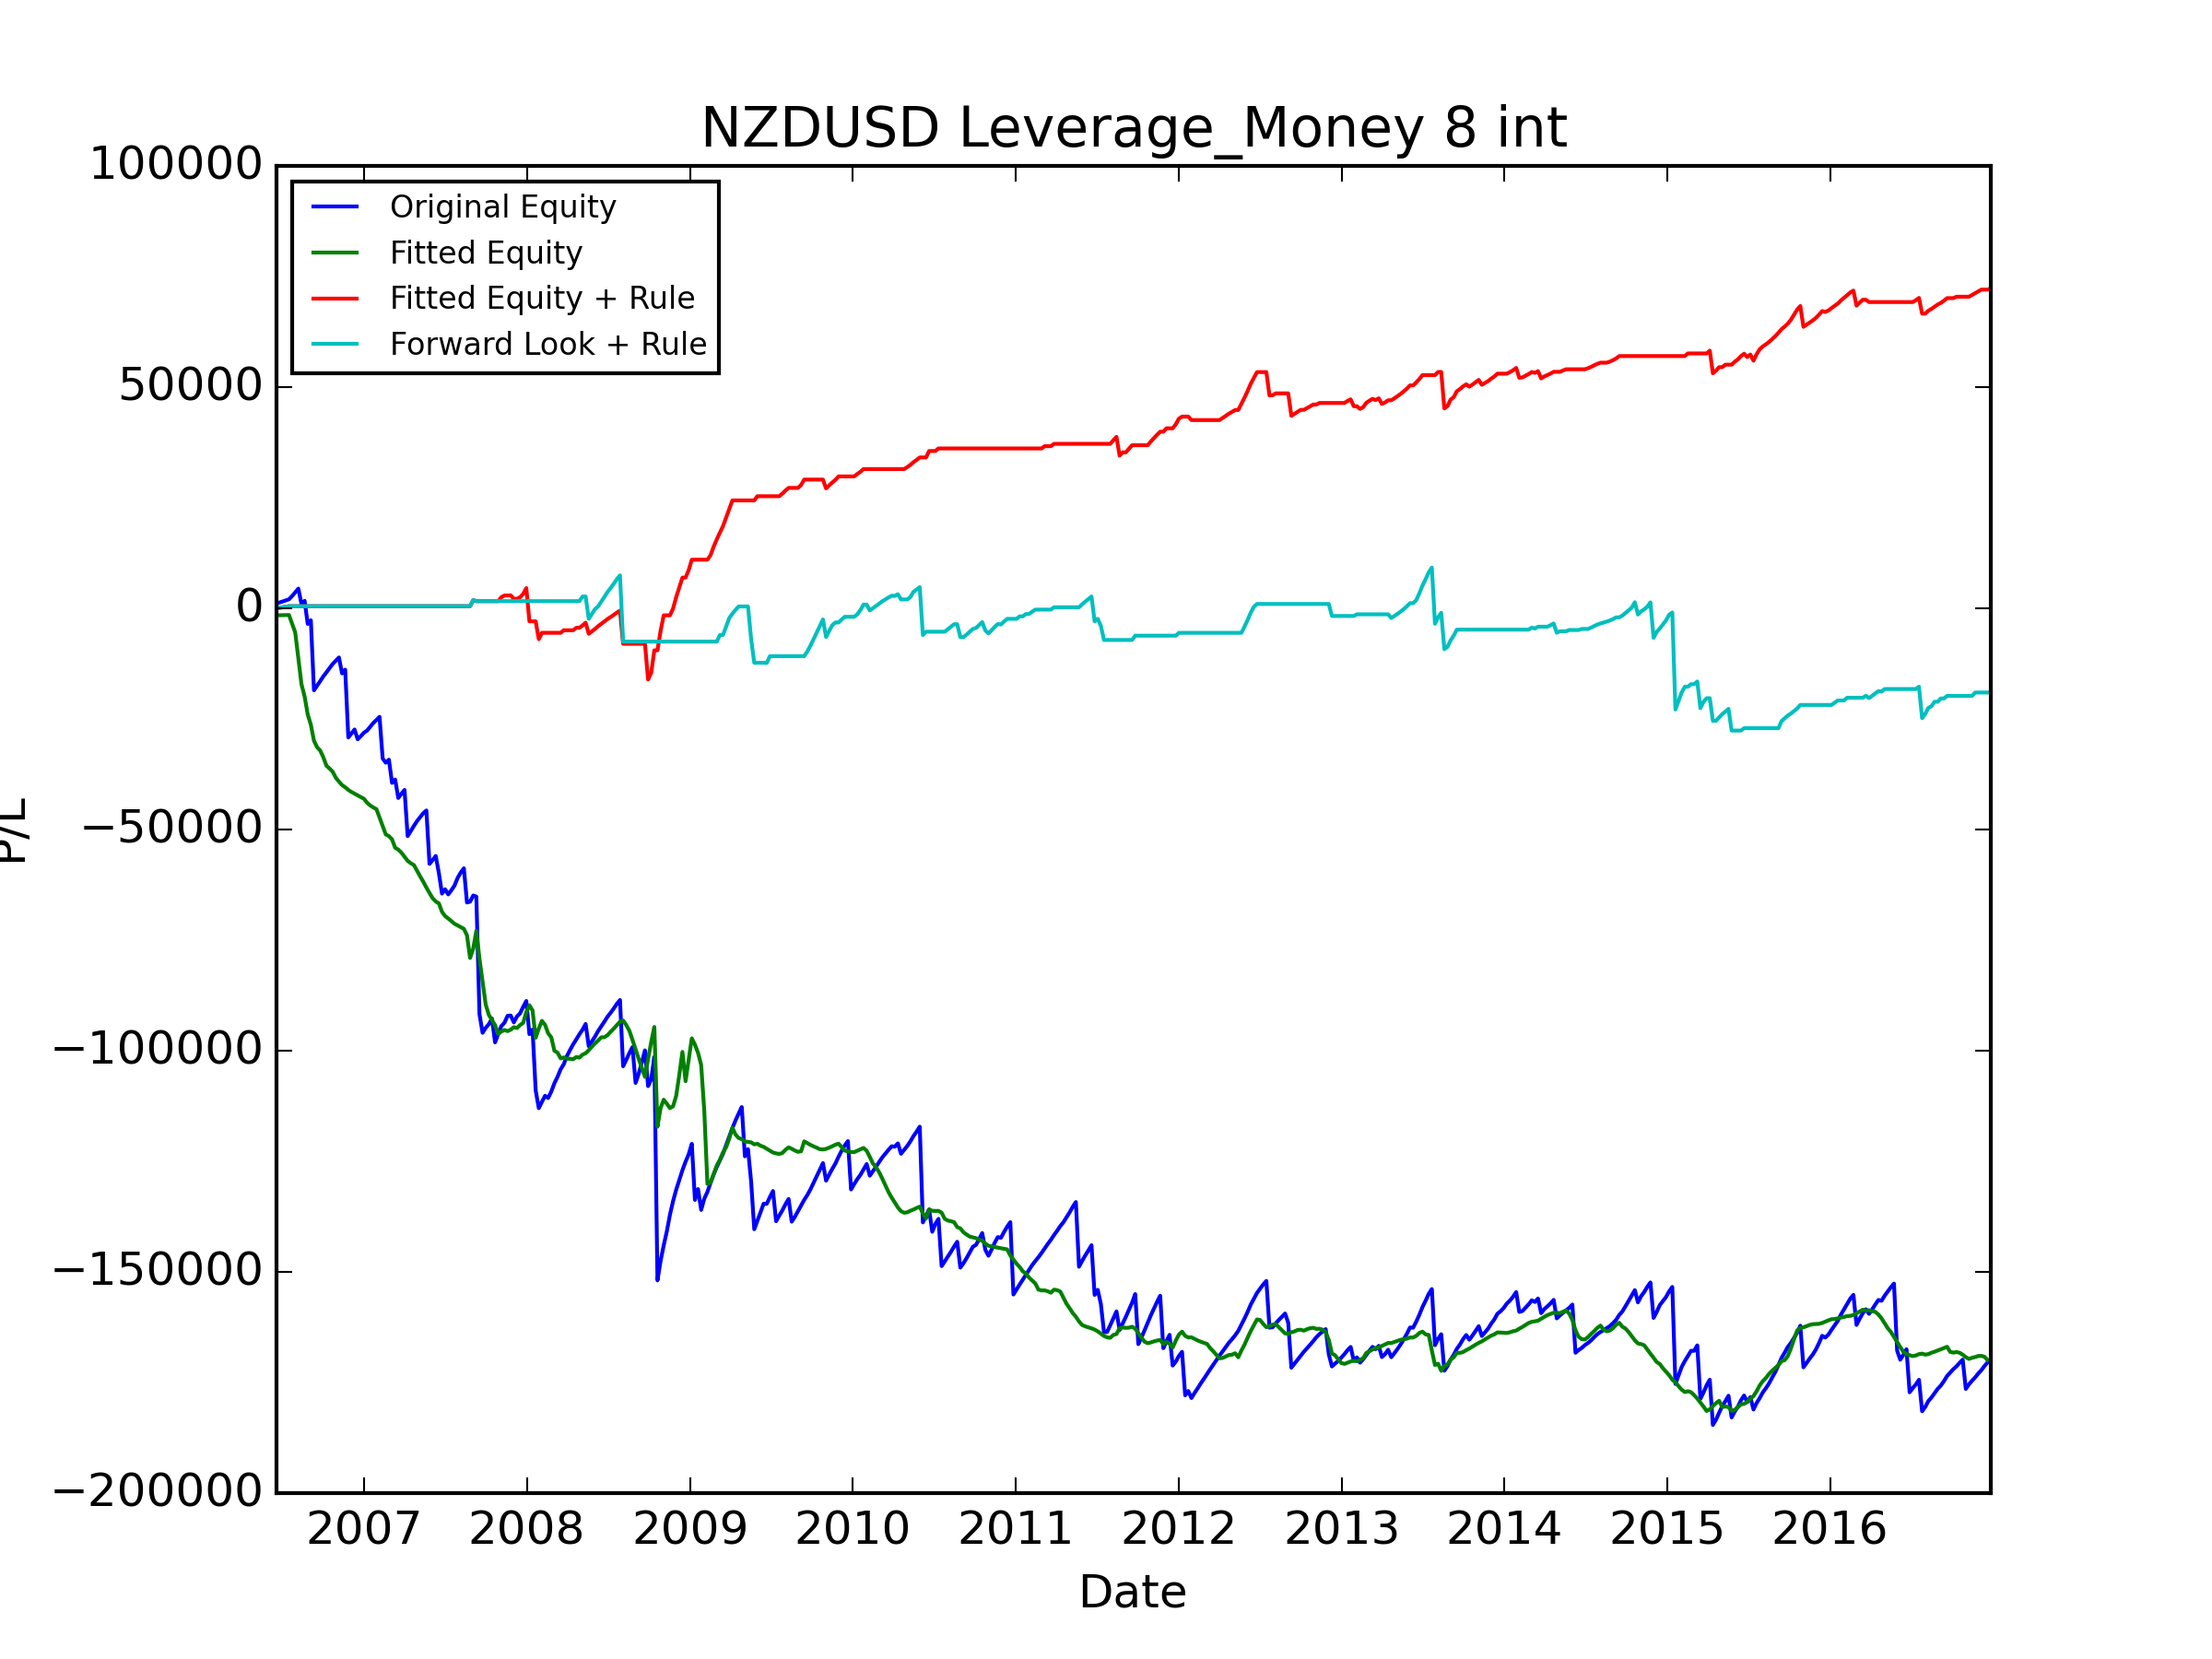 NZDUSD Leverage_Money 8 int
100000
50000
0
−50000
−100000
−150000
−200000
P/L
Original Equity
Fitted Equity
Fitted Equity + Rule
Forward Look + Rule
2007 2008 2009 2010 2011 2012 2013 2014 2015 2016
Date